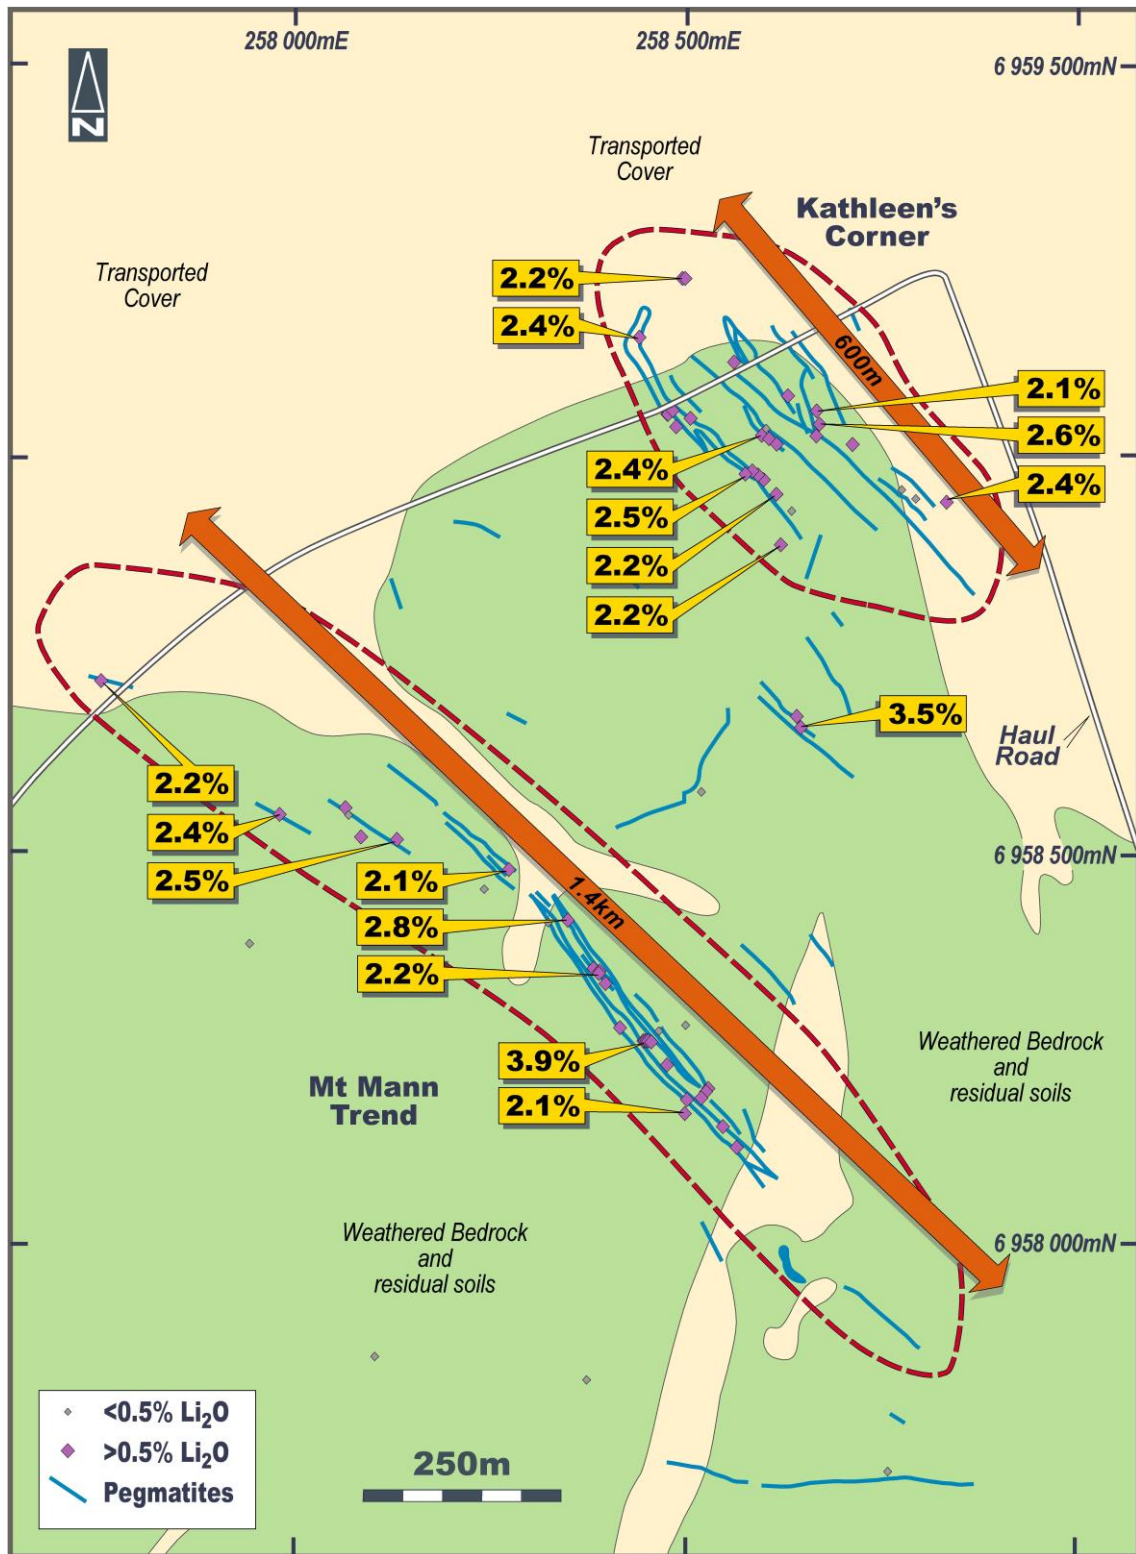 258 000mE
258 500mE
6 959 500mN
N
Transported
Cover
Kathleen's
Corner
Transported
Cover
2.2%
2.4%
600m
2.1%
2.6%
2.4%
2.4%
2.5%
2.2%
2.2%
3.5%
Haul
Road
2.2%
2.4%
2.5%
2.1%
2.8%
2.2%
1.4km
6 958 500mN
3.9%
2.1%
Mt Mann
Trend
Weathered Bedrock
and
residual soils
Weathered Bedrock
and
residual soils
6 958 000mN
<0.5% Li₂O
>0.5% Li₂O
Pegmatites
250m